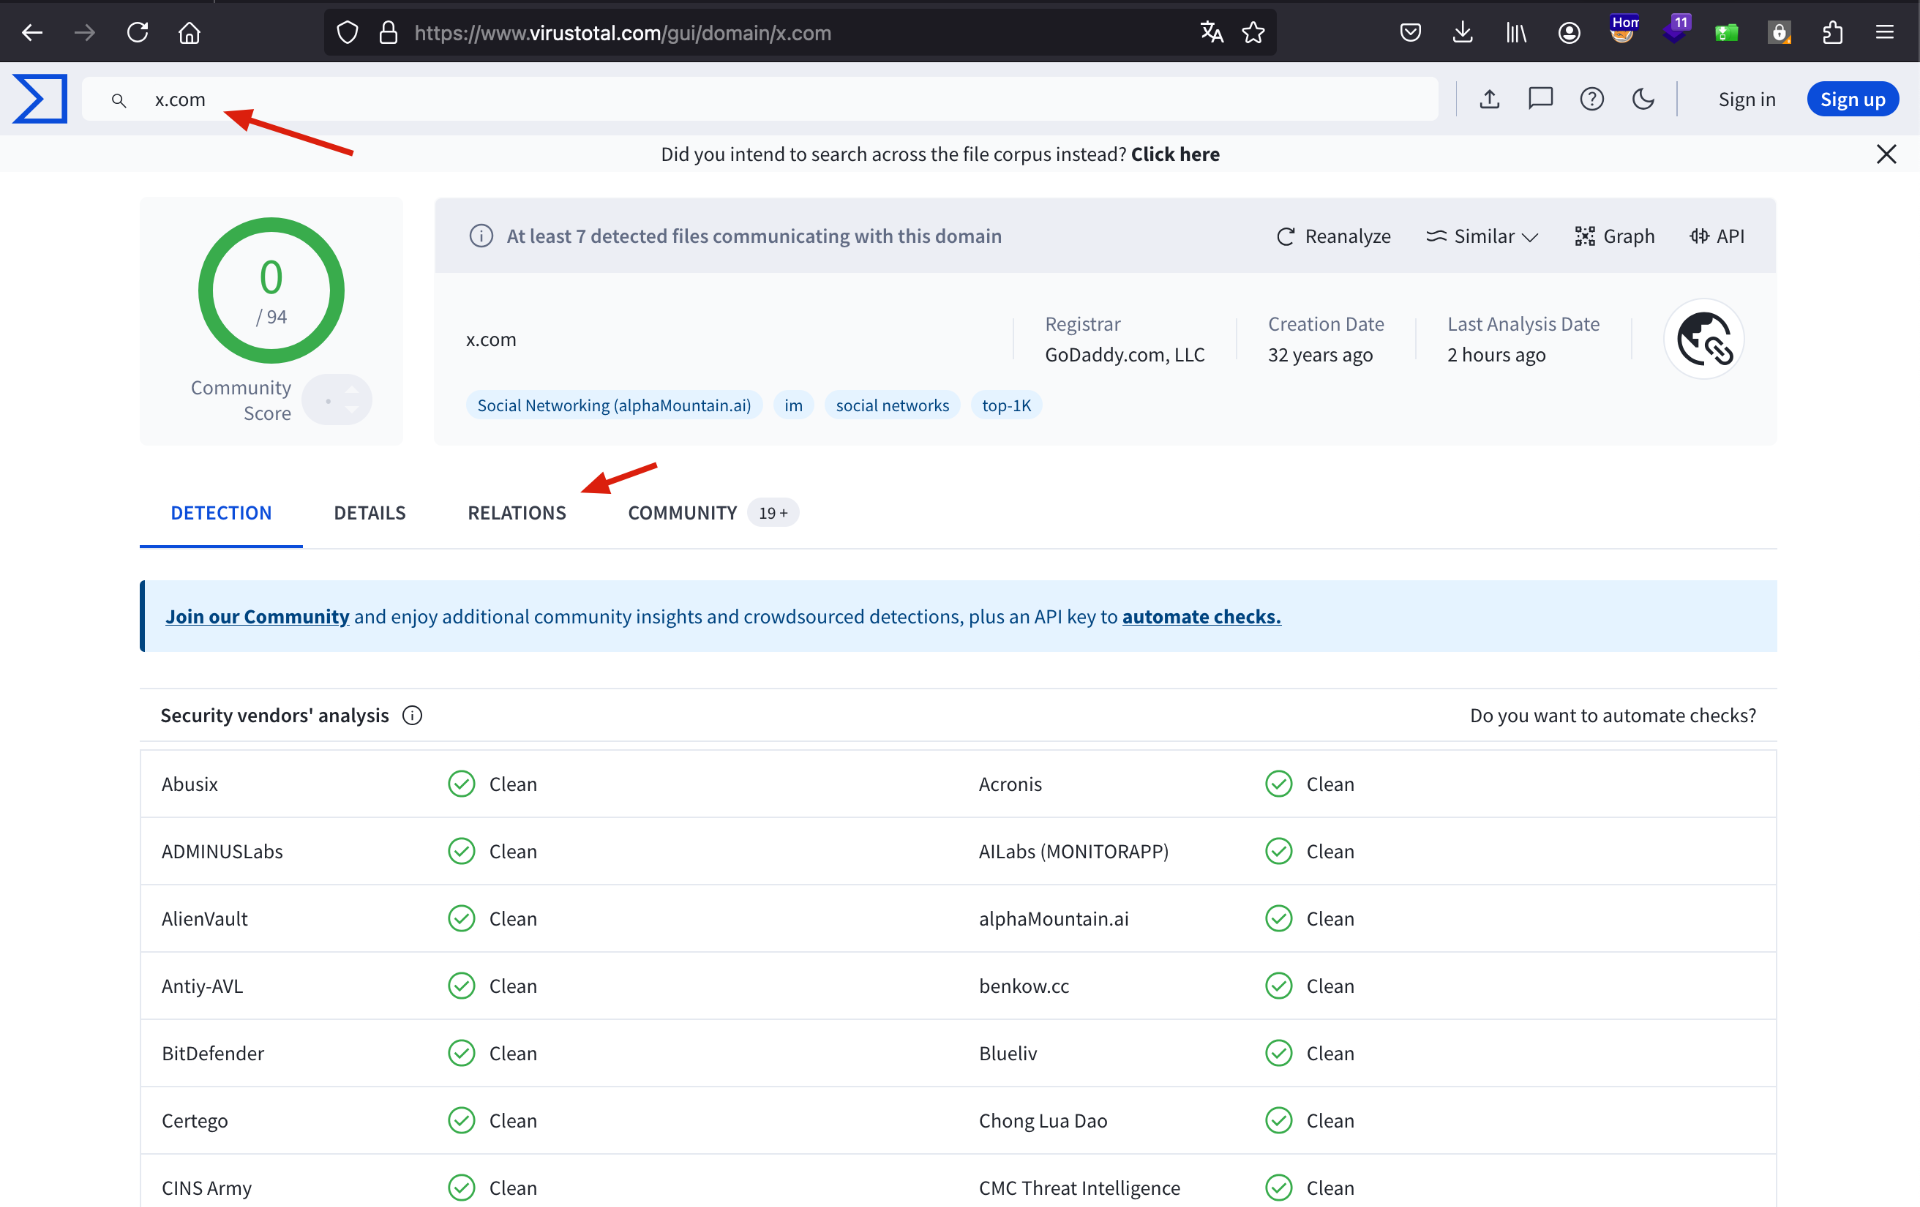 https://www.virustotal.com/gui/domain/x.com
Hom
11
x.com
Sign in
Sign up
Did you intend to search across the file corpus instead? Click here
0
/ 94
Community
Score
At least 7 detected files communicating with this domain
Reanalyze
Similar
Graph
API
x.com
Registrar
GoDaddy.com, LLC
Creation Date
32 years ago
Last Analysis Date
2 hours ago
Social Networking (alphaMountain.ai)
im
social networks
top-1K
DETECTION
DETAILS
RELATIONS
COMMUNITY
19 +
Join our Community and enjoy additional community insights and crowdsourced detections, plus an API key to automate checks.
Security vendors' analysis
Do you want to automate checks?
Abusix
Clean
Acronis
Clean
ADMINUSLabs
Clean
AILabs (MONITORAPP)
Clean
AlienVault
Clean
alphaMountain.ai
Clean
Antiy-AVL
Clean
benkow.cc
Clean
BitDefender
Clean
Blueliv
Clean
Certego
Clean
Chong Lua Dao
Clean
CINS Army
Clean
CMC Threat Intelligence
Clean